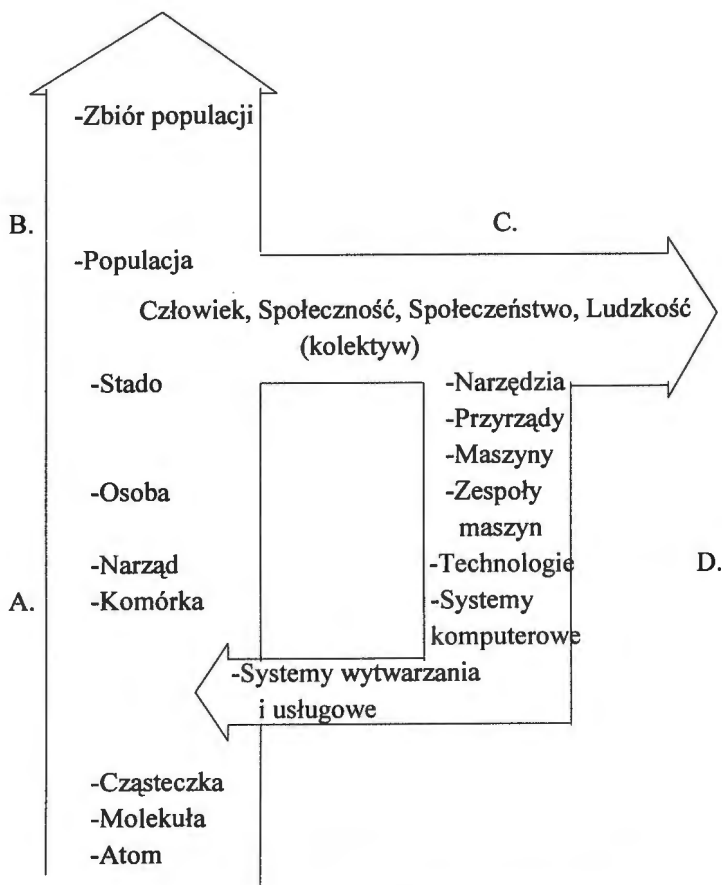 -Zbiór populacji
B.
C.
-Populacja
Człowiek, Społeczność, Społeczeństwo, Ludzkość
(kolektyw)
-Stado
-Narzędzia
-Przyrządy
-Maszyny
-Osoba
-Zespoły
maszyn
-Narząd
-Technologie
D.
A.
-Komórka
-Systemy
komputerowe
-Systemy wytwarzania
i usługowe
-Cząsteczka
-Molekuła
-Atom